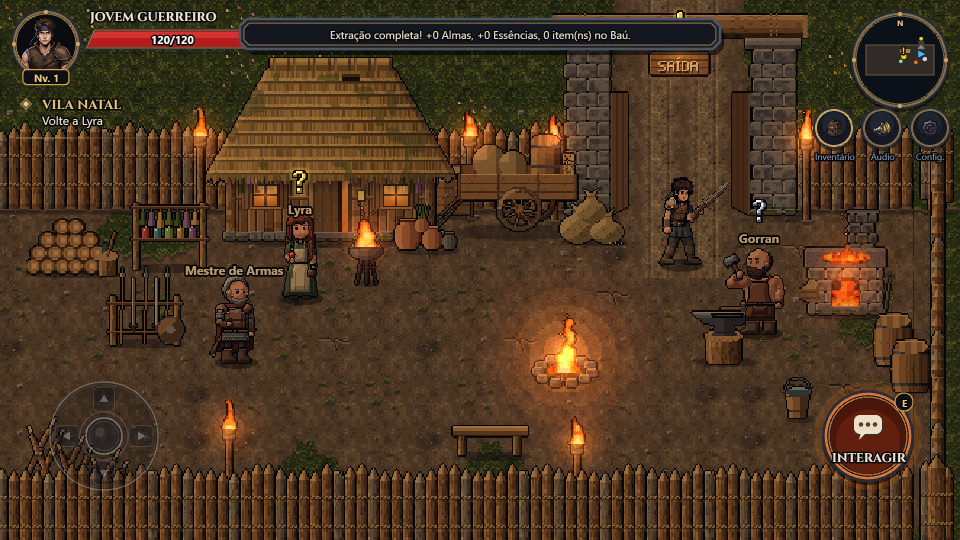 JOVEM GUERREIRO
120/120
Nv. 1
Extração completa! +0 Almas, +0 Essências, 0 item(ns) no Baú.
SAIDA
N
VILA NATAL
Volte a Lyra
Inventário
Áudio
Config.
?
Lyra
?
Gorran
Mestre de Armas
E
INTERAGIR